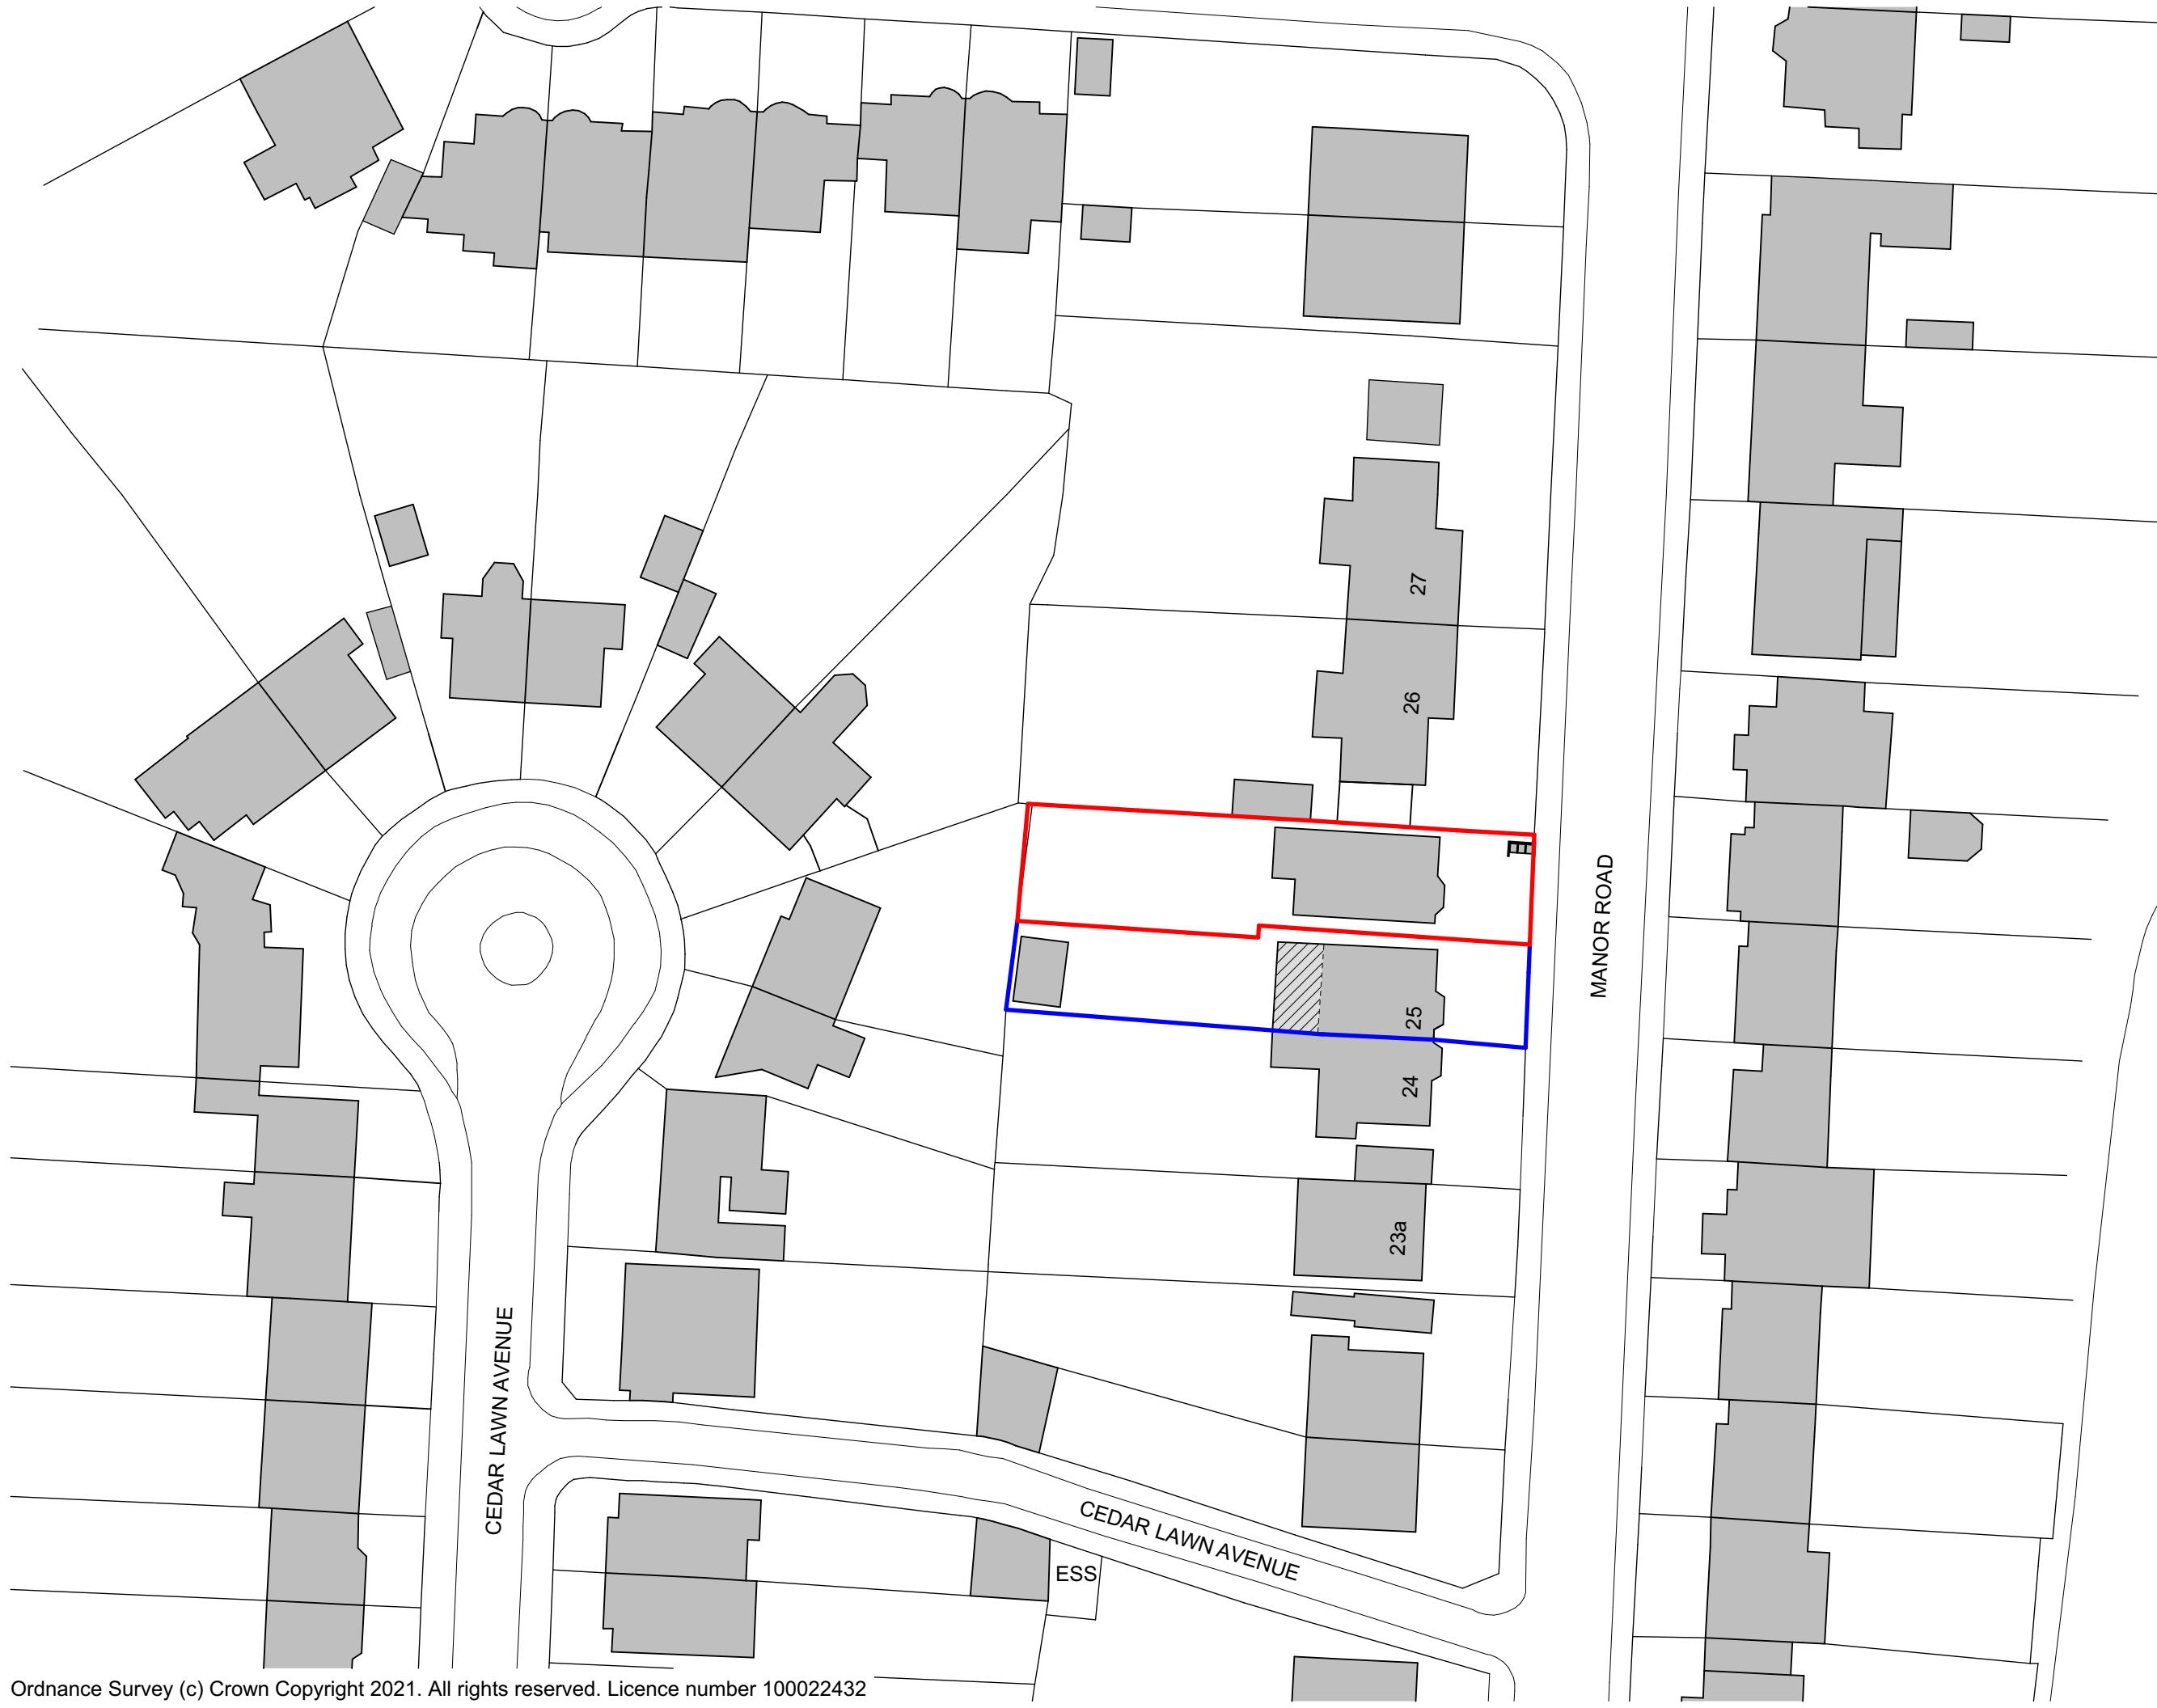 27
26
MANOR ROAD
25
24
23a
CEDAR LAWN AVENUE
CEDAR LAWN AVENUE
ESS
Ordnance Survey (c) Crown Copyright 2021. All rights reserved. Licence number 100022432